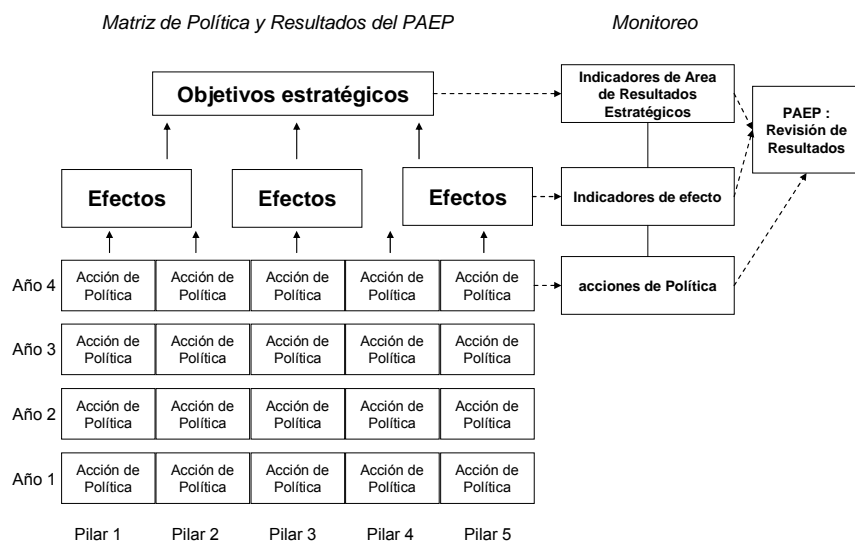 Matriz de Política y Resultados del PAEP
Monitoreo
Objetivos estratégicos
Indicadores de Area
de Resultados
Estratégicos
PAEP :
Revisión de
Resultados
Efectos
Efectos
Efectos
Indicadores de efecto
Año 4
Acción de
Política
Acción de
Política
Acción de
Política
Acción de
Política
Acción de
Política
acciones de Política
Año 3
Acción de
Política
Acción de
Política
Acción de
Política
Acción de
Política
Acción de
Política
Año 2
Acción de
Política
Acción de
Política
Acción de
Política
Acción de
Política
Acción de
Política
Año 1
Acción de
Política
Acción de
Política
Acción de
Política
Acción de
Política
Acción de
Política
Pilar 1
Pilar 2
Pilar 3
Pilar 4
Pilar 5